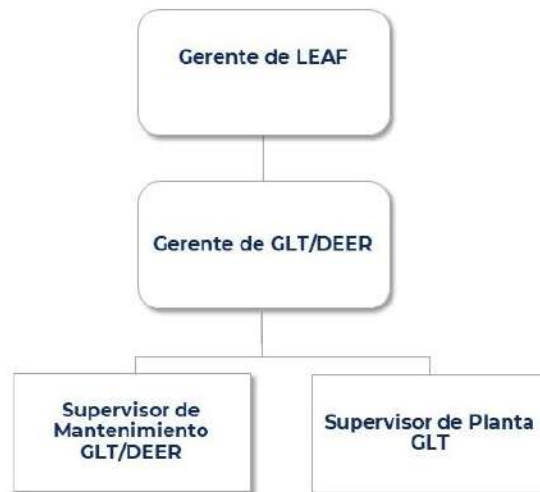 Gerente de LEAF
Gerente de GLT/DEER
Supervisor de
Mantenimiento
GLT/DEER
Supervisor de Planta
GLT